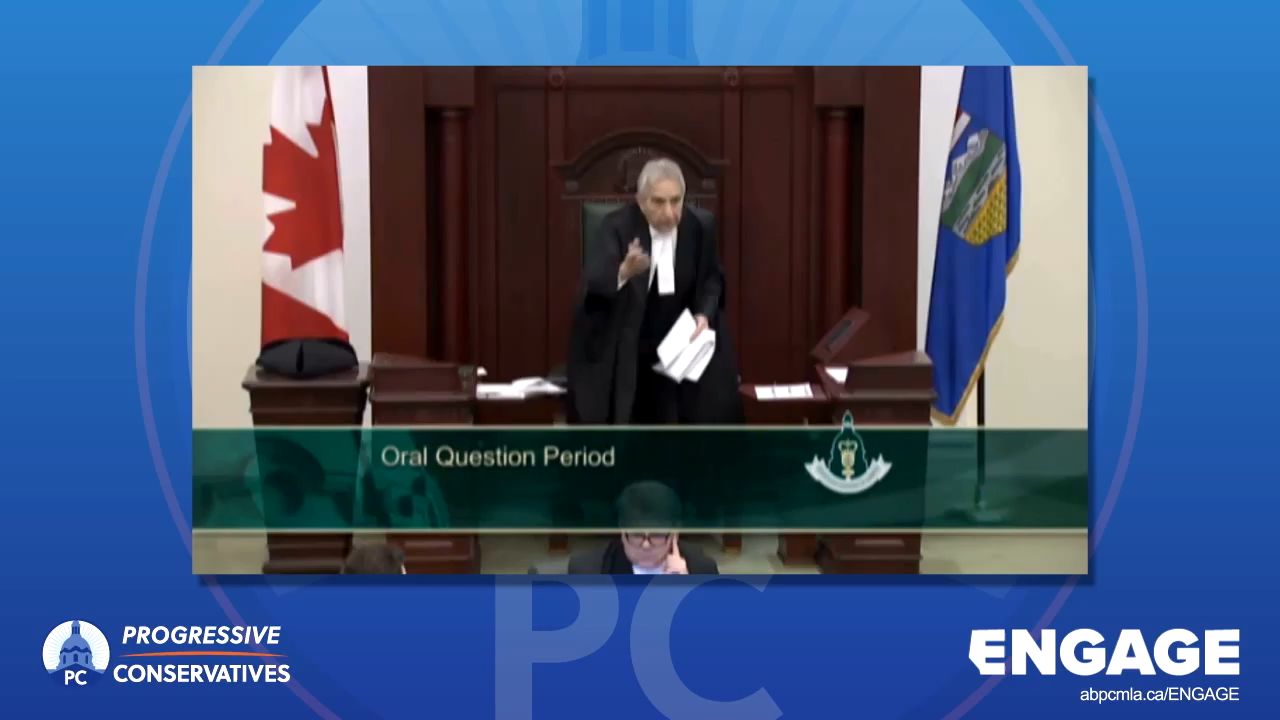 Oral Question Period
PC
PROGRESSIVE
CONSERVATIVES
PC
ENGAGE
abpcmla.ca/ENGAGE